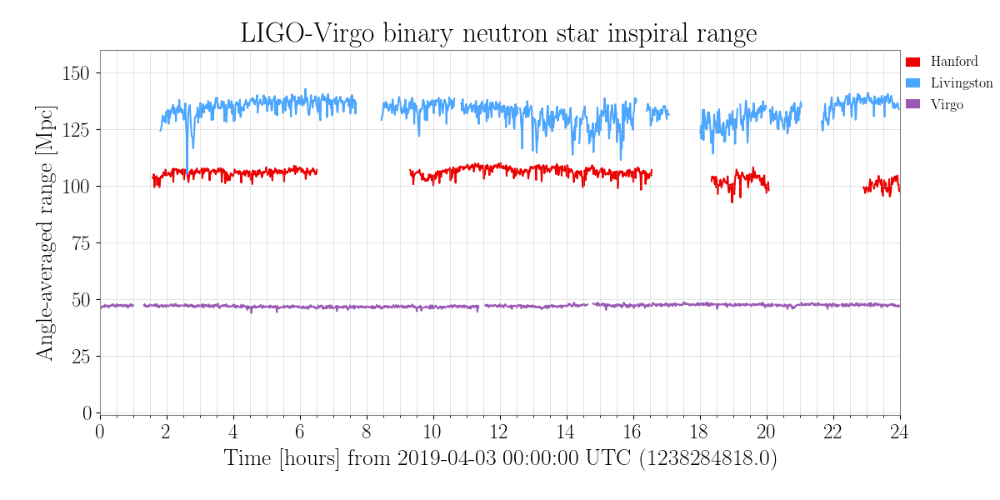 LIGO-Virgo binary neutron star inspiral range
Angle-averaged range [Mpc]
150
125
100
75
50
25
0
0 2 4 6 8 10 12 14 16 18 20 22 24
Time [hours] from 2019-04-03 00:00:00 UTC (1238284818.0)
Hanford
Livingston
Virgo